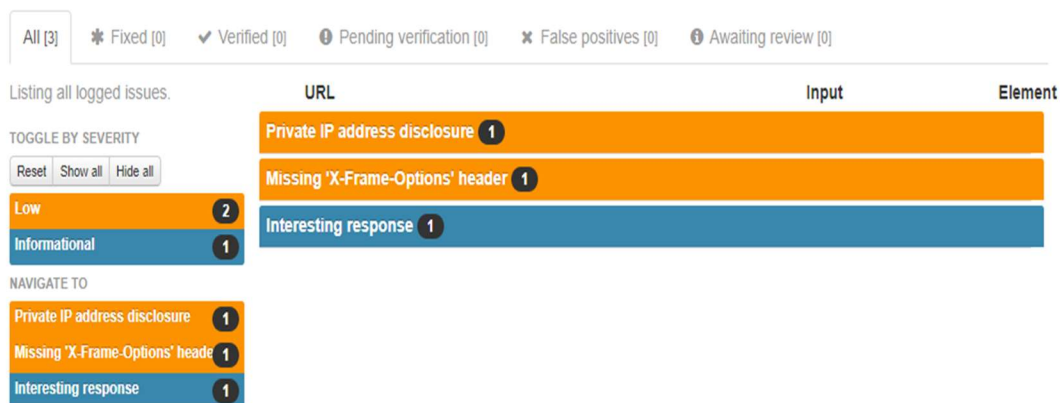 All [3] Fixed [0] Verified [0] Pending verification [0] False positives [0] Awaiting review [0]
Listing all logged issues.
URL Input Element
TOGGLE BY SEVERITY
Reset Show all Hide all
Low 2
Informational 1
NAVIGATE TO
Private IP address disclosure 1
Missing 'X-Frame-Options' heade 1
Interesting response 1
Private IP address disclosure 1
Missing 'X-Frame-Options' header 1
Interesting response 1